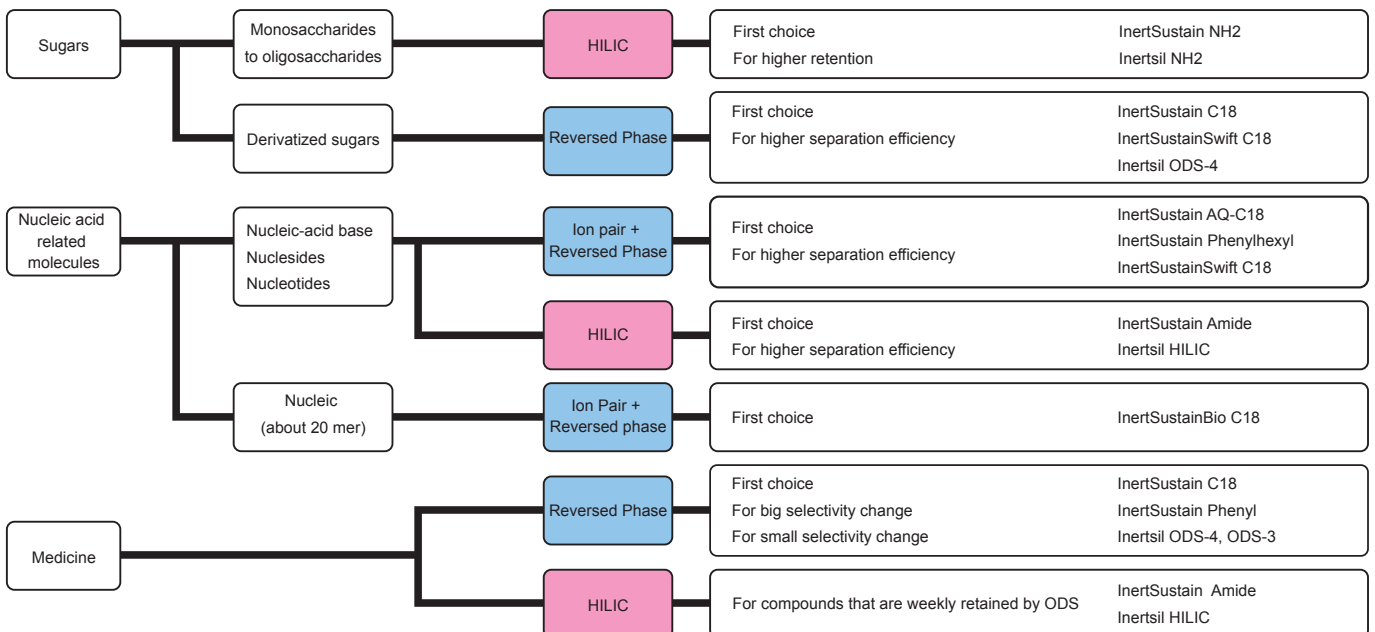 Sugars
Monosaccharides
to oligosaccharides
HILIC
First choice
InertSustain NH2
For higher retention
Inertsil NH2
Derivatized sugars
Reversed Phase
First choice
InertSustain C18
For higher separation efficiency
InertSustainSwift C18
Inertsil ODS-4
Nucleic acid
related
molecules
Nucleic-acid base
Nuclesides
Nucleotides
Ion pair +
Reversed Phase
First choice
For higher separation efficiency
InertSustain AQ-C18
InertSustain Phenylhexyl
InertSustainSwift C18
HILIC
First choice
InertSustain Amide
For higher separation efficiency
Inertsil HILIC
Nucleic
(about 20 mer)
Ion Pair +
Reversed phase
First choice
InertSustainBio C18
Medicine
Reversed Phase
First choice
InertSustain C18
For big selectivity change
InertSustain Phenyl
For small selectivity change
Inertsil ODS-4, ODS-3
HILIC
For compounds that are weekly retained by ODS
InertSustain Amide
Inertsil HILIC